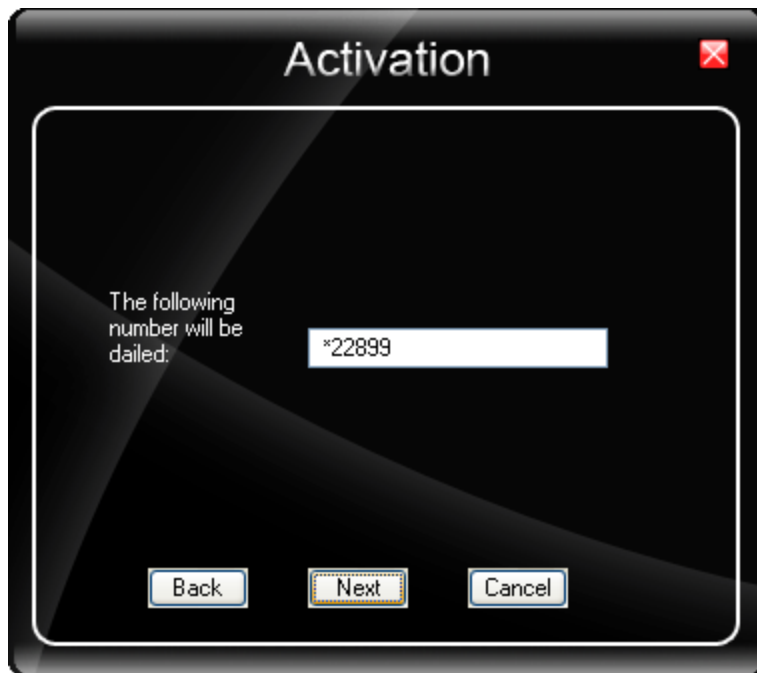 Activation
The following
number will be
dailed:
*22899
Back Next Cancel